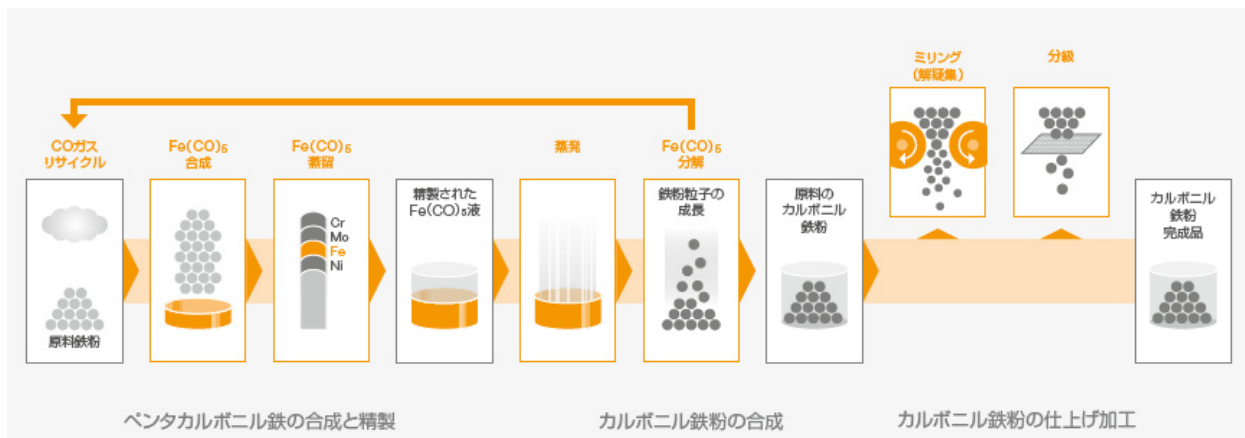 ミリング
(解疑集)
分級
COガス
リサイクル
Fe(CO)₅
合成
Fe(CO)₅
蒸留
蒸発
Fe(CO)₅
分解
原料鉄粉
Cr
Mo
Fe
Ni
精製された
Fe(CO)₅液
鉄粉粒子の
成長
原料の
カルボニル
鉄粉
カルボニル
鉄粉
完成品
ペンタカルボニル鉄の合成と精製
カルボニル鉄粉の合成
カルボニル鉄粉の仕上げ加工